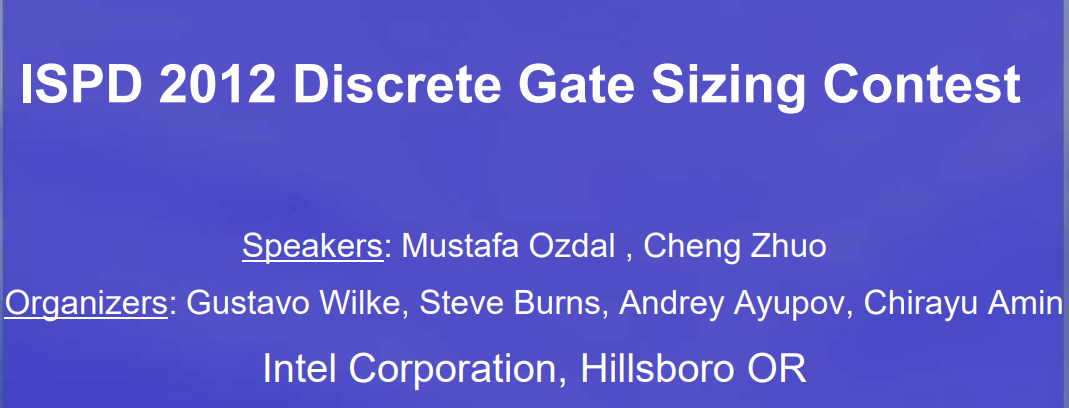 ISPD 2012 Discrete Gate Sizing Contest
Speakers: Mustafa Ozdal , Cheng Zhuo
Organizers: Gustavo Wilke, Steve Burns, Andrey Ayupov, Chirayu Amin
Intel Corporation, Hillsboro OR